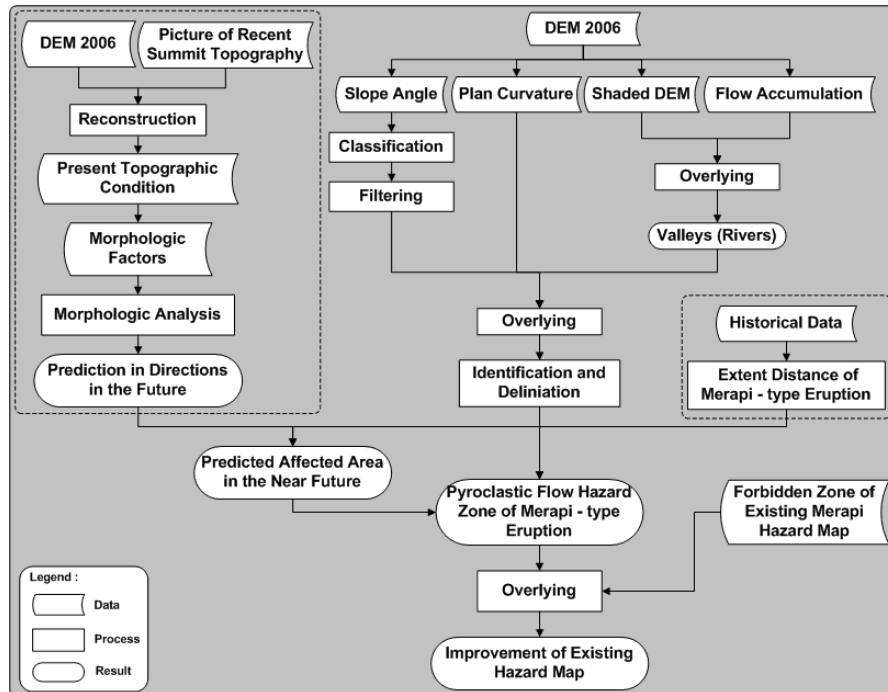 DEM 2006
Picture of Recent
Summit Topography
Reconstruction
Present Topographic
Condition
Morphologic
Factors
Morphologic Analysis
Prediction in Directions
in the Future
DEM 2006
Slope Angle
Plan Curvature
Shaded DEM
Flow Accumulation
Classification
Filtering
Overlying
Valleys (Rivers)
Overlying
Identification and
Deliniation
Historical Data
Extent Distance of
Merapi - type Eruption
Predicted Affected Area
in the Near Future
Pyroclastic Flow Hazard
Zone of Merapi - type
Eruption
Forbidden Zone of
Existing Merapi
Hazard Map
Overlying
Improvement of Existing
Hazard Map
Legend :
Data
Process
Result